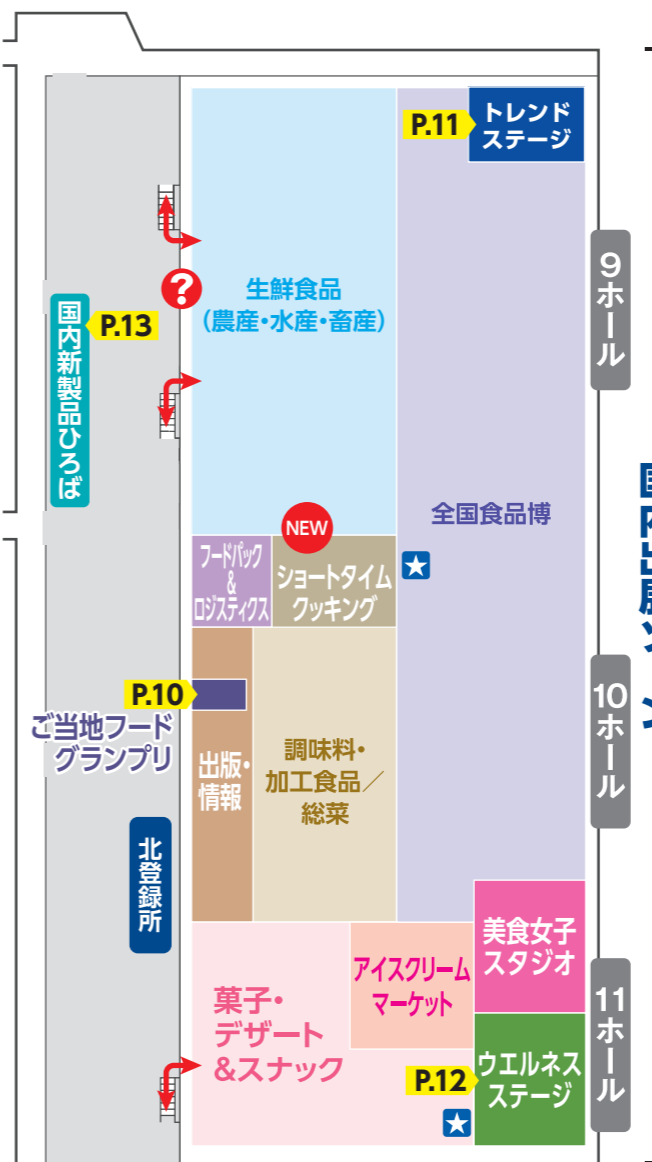 P.11
トレンド
ステージ
9ホール
?
生鮮食品
(農産・水産・畜産)
国内新製品ひろば
P.13
全国食品博
NEW
フードパック
&
ロジスティクス
ショートタイム
クッキング
P.10
ご当地フード
グランプリ
出版・
情報
調味料・
加工食品/
総菜
10ホール
北登録所
美食女子
スタジオ
アイスクリーム
マーケット
菓子・
デザート
&スナック
11ホール
P.12
ウエルネス
ステージ